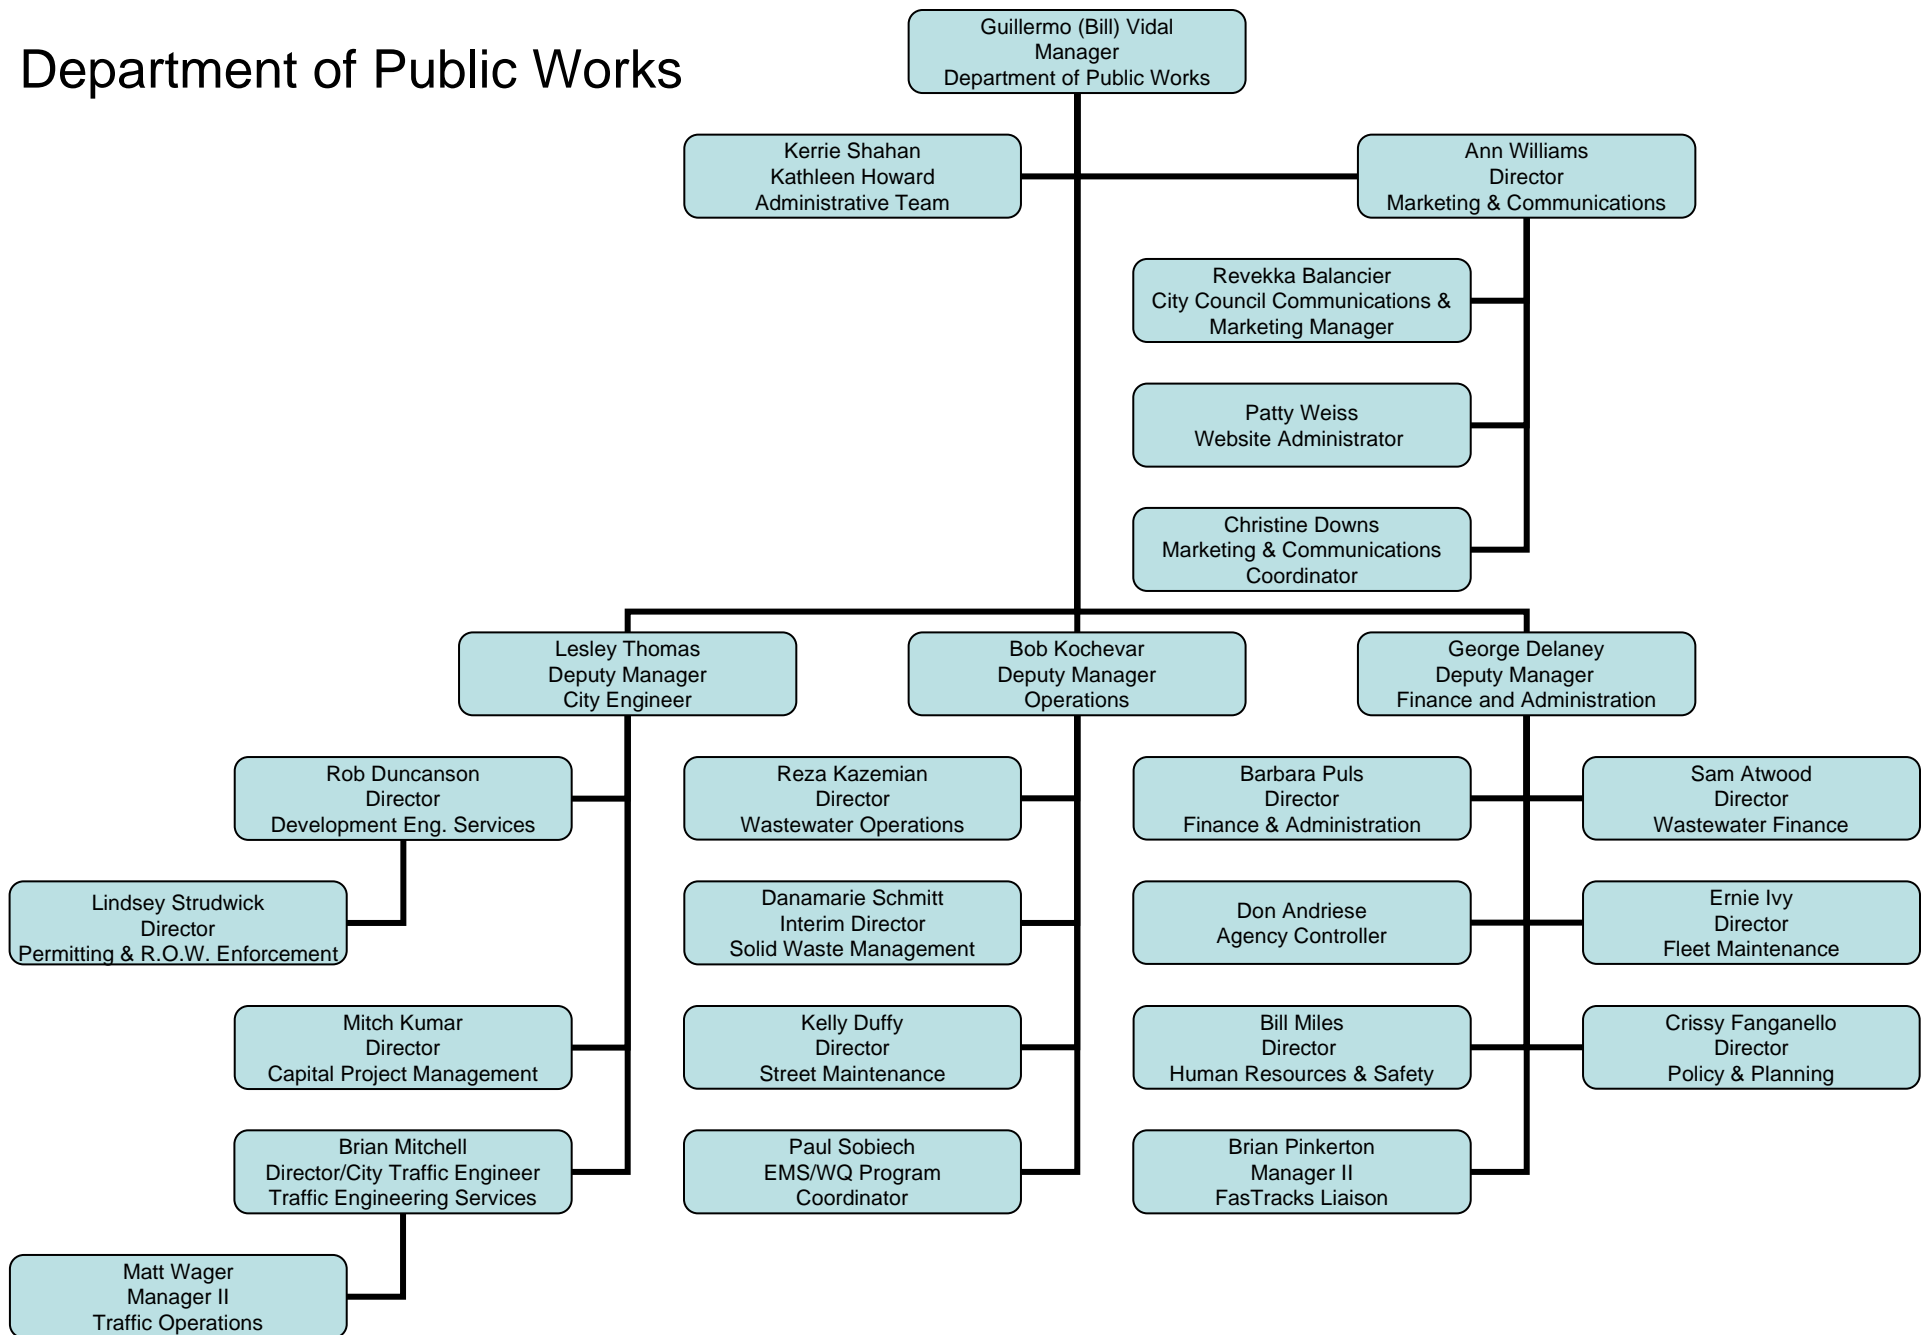 Department of Public Works
Guillermo (Bill) Vidal
Manager
Department of Public Works
Kerrie Shahan
Kathleen Howard
Administrative Team
Ann Williams
Director
Marketing & Communications
Revekka Balancier
City Council Communications &
Marketing Manager
Patty Weiss
Website Administrator
Christine Downs
Marketing & Communications
Coordinator
Lesley Thomas
Deputy Manager
City Engineer
Bob Kochevar
Deputy Manager
Operations
George Delaney
Deputy Manager
Finance and Administration
Rob Duncanson
Director
Development Eng. Services
Reza Kazemian
Director
Wastewater Operations
Barbara Puls
Director
Finance & Administration
Sam Atwood
Director
Wastewater Finance
Lindsey Strudwick
Director
Permitting & R.O.W. Enforcement
Danamarie Schmitt
Interim Director
Solid Waste Management
Don Andriese
Agency Controller
Ernie Ivy
Director
Fleet Maintenance
Mitch Kumar
Director
Capital Project Management
Kelly Duffy
Director
Street Maintenance
Bill Miles
Director
Human Resources & Safety
Crissy Fanganello
Director
Policy & Planning
Brian Mitchell
Director/City Traffic Engineer
Traffic Engineering Services
Paul Sobiech
EMS/WQ Program
Coordinator
Brian Pinkerton
Manager II
FasTracks Liaison
Matt Wager
Manager II
Traffic Operations